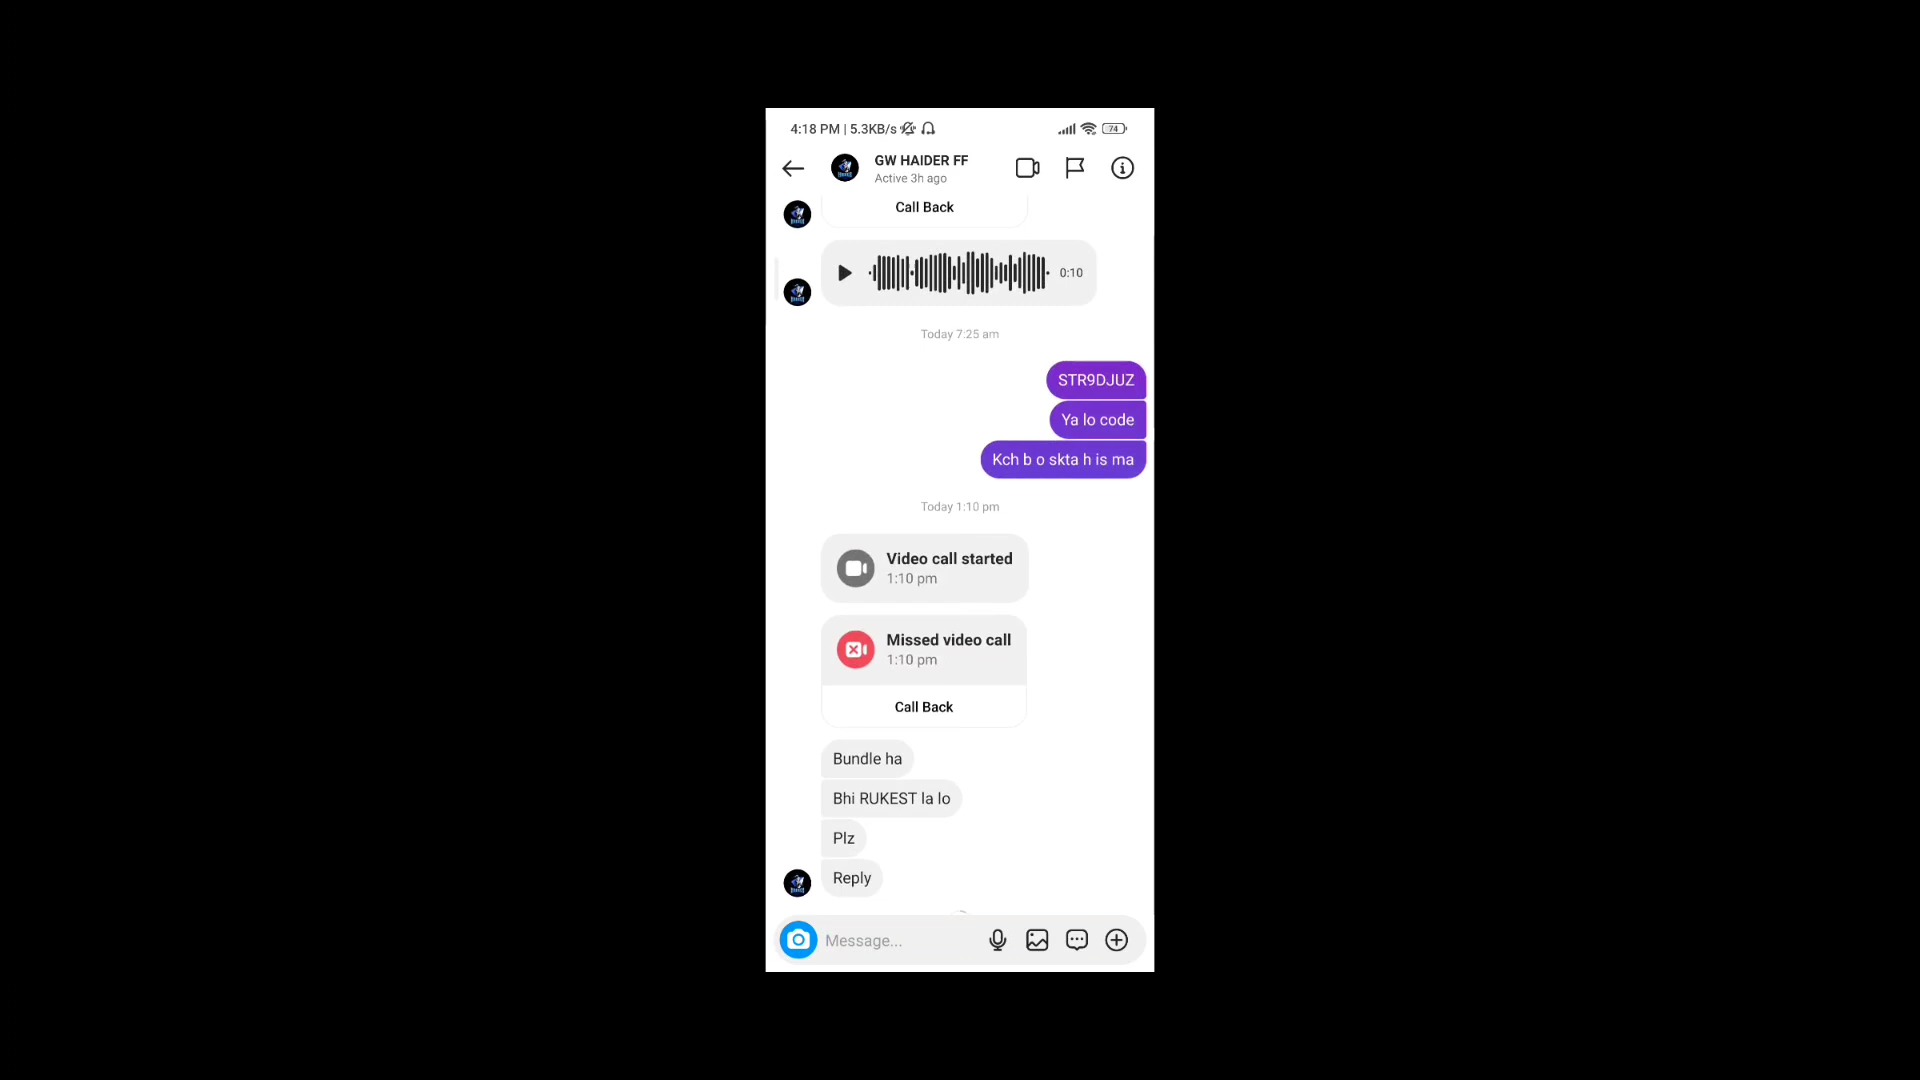 4:18 PM | 5.3KB/s
74
GW HAIDER FF
Active 3h ago
Call Back
0:10
Today 7:25 am
STR9DJUZ
Ya lo code
Kch b o skta h is ma
Today 1:10 pm
Video call started
1:10 pm
Missed video call
1:10 pm
Call Back
Bundle ha
Bhi RUKEST la lo
Plz
Reply
Message...